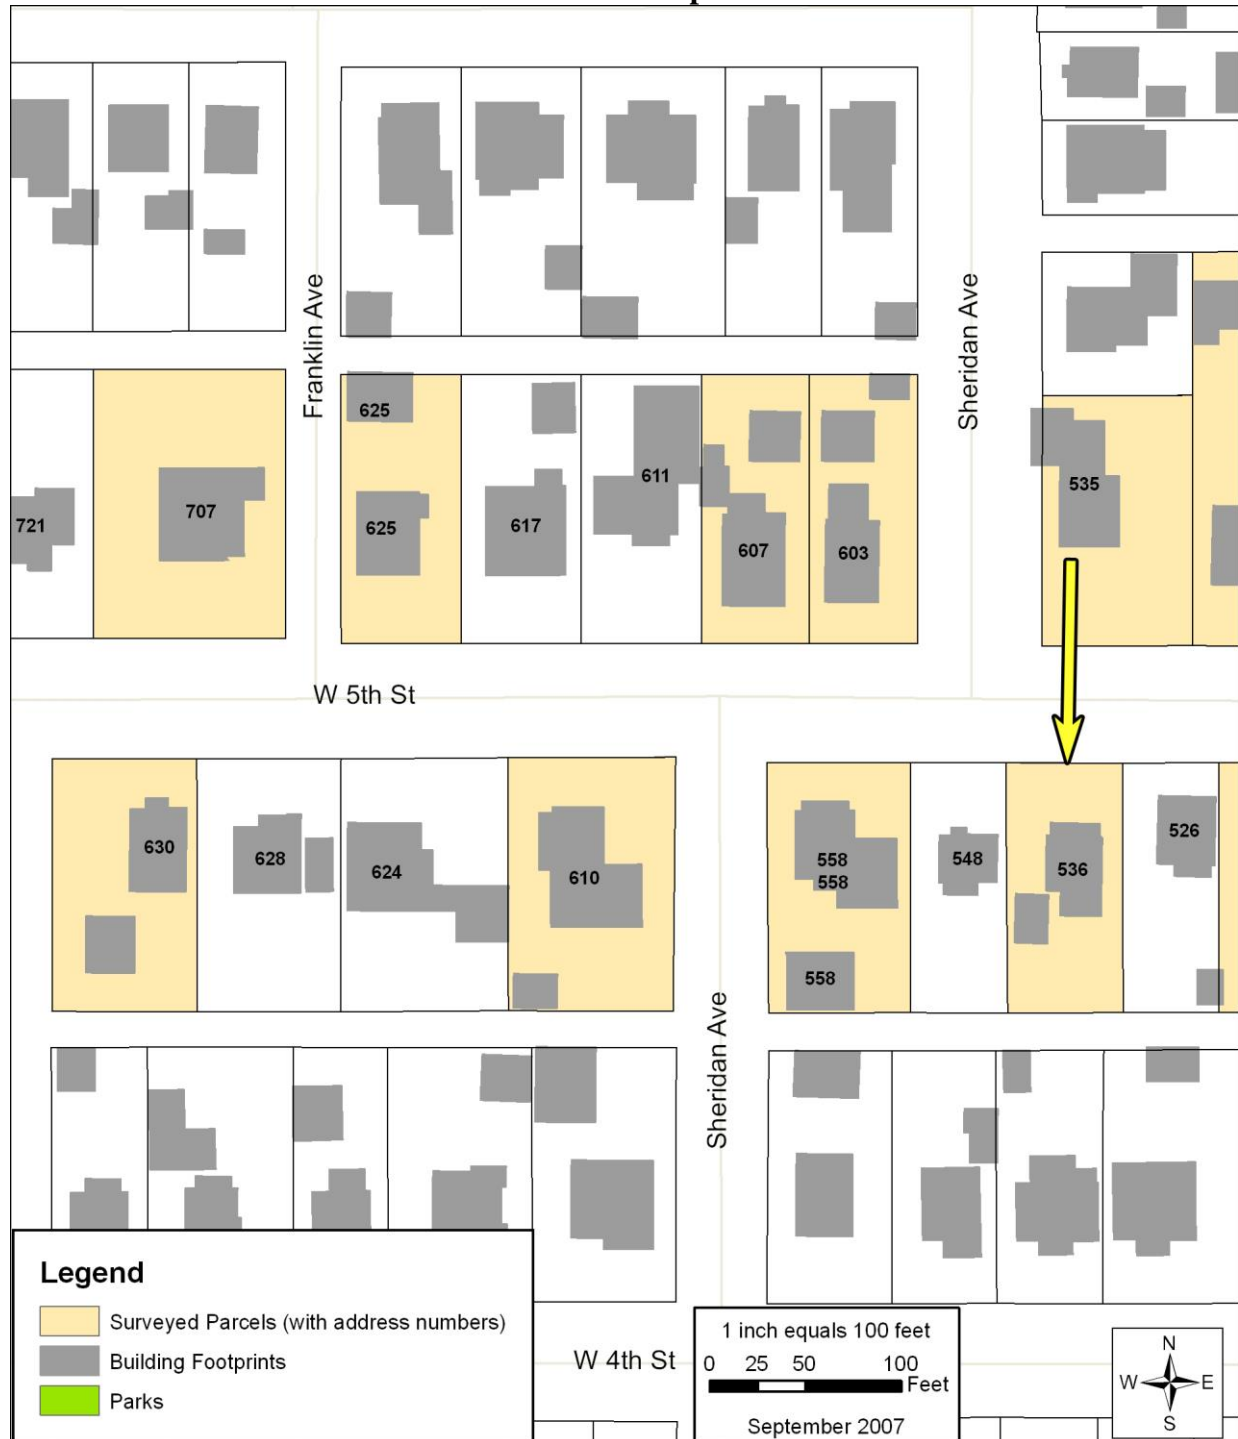 Franklin Ave
Sheridan Ave
625
721
707
625
617
611
607
603
535
W 5th St
630
628
624
610
558
558
558
548
536
526
Sheridan Ave
Legend
Surveyed Parcels (with address numbers)
Building Footprints
Parks
W 4th St
1 inch equals 100 feet
0 25 50 100
Feet
September 2007
N
W E
S